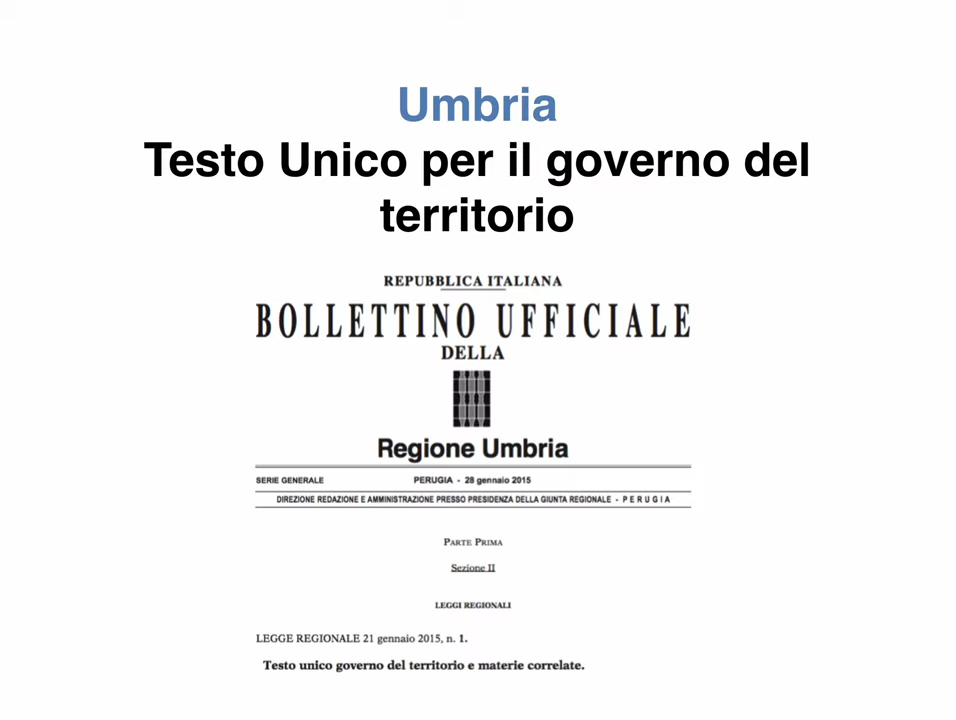 Umbria
Testo Unico per il governo del
territorio
REPUBBLICA ITALIANA
BOLLETTINO UFFICIALE
DELLA
Regione Umbria
SERIE GENERALE PERUGIA - 28 gennaio 2015
DIREZIONE REDAZIONE E AMMINISTRAZIONE PRESSO PRESIDENZA DELLA GIUNTA REGIONALE - PERUGIA
PARTE PRIMA
Sezione II
LEGGI REGIONALI
LEGGE REGIONALE 21 gennaio 2015, n. 1.
Testo unico governo del territorio e materie correlate.